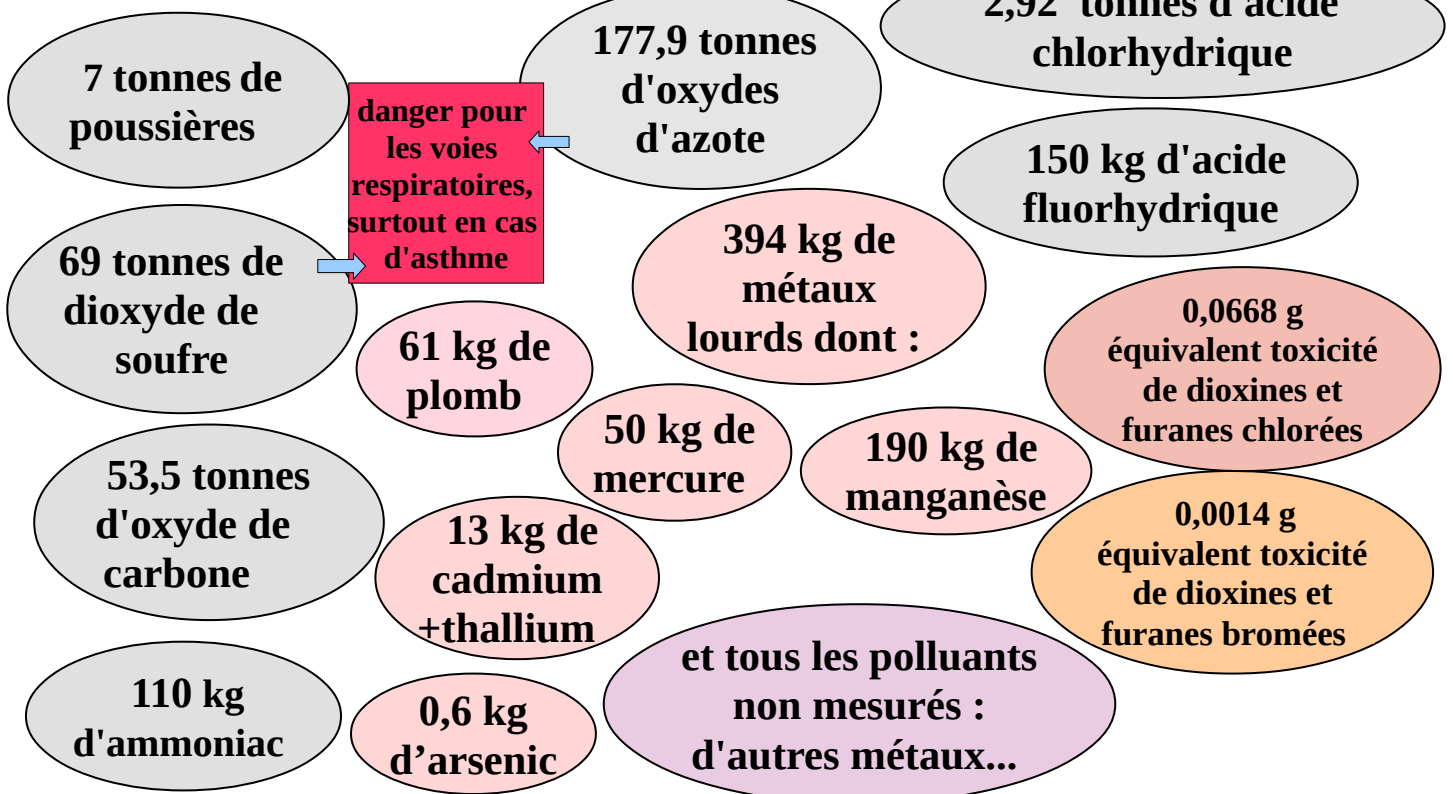 7 tonnes de
poussières
danger pour
les voies
respiratoires,
surtout en cas
d'asthme
177,9 tonnes
d'oxydes
d'azote
2,92 tonnes d'acide
chlorhydrique
150 kg d'acide
fluorhydrique
69 tonnes de
dioxyde de
soufre
394 kg de
métaux
lourds dont :
61 kg de
plomb
50 kg de
mercure
190 kg de
manganèse
0,0668 g
équivalent toxicité
de dioxines et
furanes chlorées
53,5 tonnes
d'oxyde de
carbone
13 kg de
cadmium
+thallium
0,0014 g
équivalent toxicité
de dioxines et
furanes bromées
110 kg
d'ammoniac
0,6 kg
d’arsenic
et tous les polluants
non mesurés :
d'autres métaux...